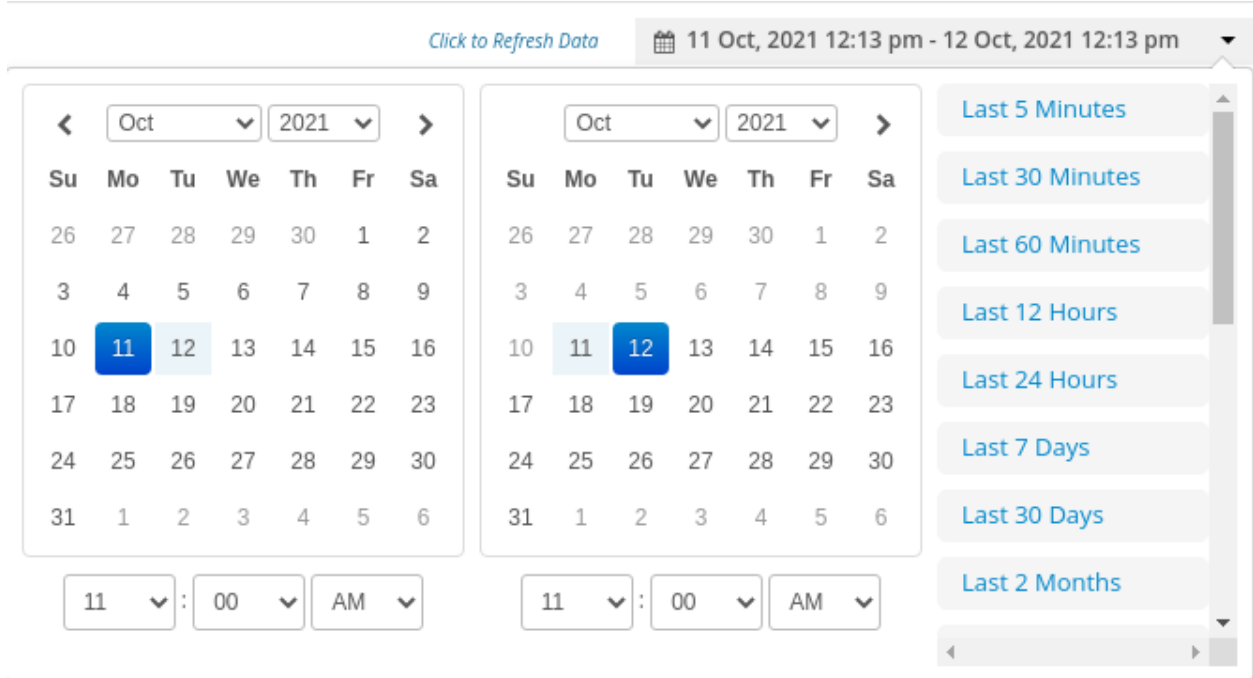 Click to Refresh Data
11 Oct, 2021 12:13 pm - 12 Oct, 2021 12:13 pm
Oct 2021
Su Mo Tu We Th Fr Sa
26 27 28 29 30 1 2
3 4 5 6 7 8 9
10 11 12 13 14 15 16
17 18 19 20 21 22 23
24 25 26 27 28 29 30
31 1 2 3 4 5 6
11 : 00 AM
Oct 2021
Su Mo Tu We Th Fr Sa
26 27 28 29 30 1 2
3 4 5 6 7 8 9
10 11 12 13 14 15 16
17 18 19 20 21 22 23
24 25 26 27 28 29 30
31 1 2 3 4 5 6
11 : 00 AM
Last 5 Minutes
Last 30 Minutes
Last 60 Minutes
Last 12 Hours
Last 24 Hours
Last 7 Days
Last 30 Days
Last 2 Months